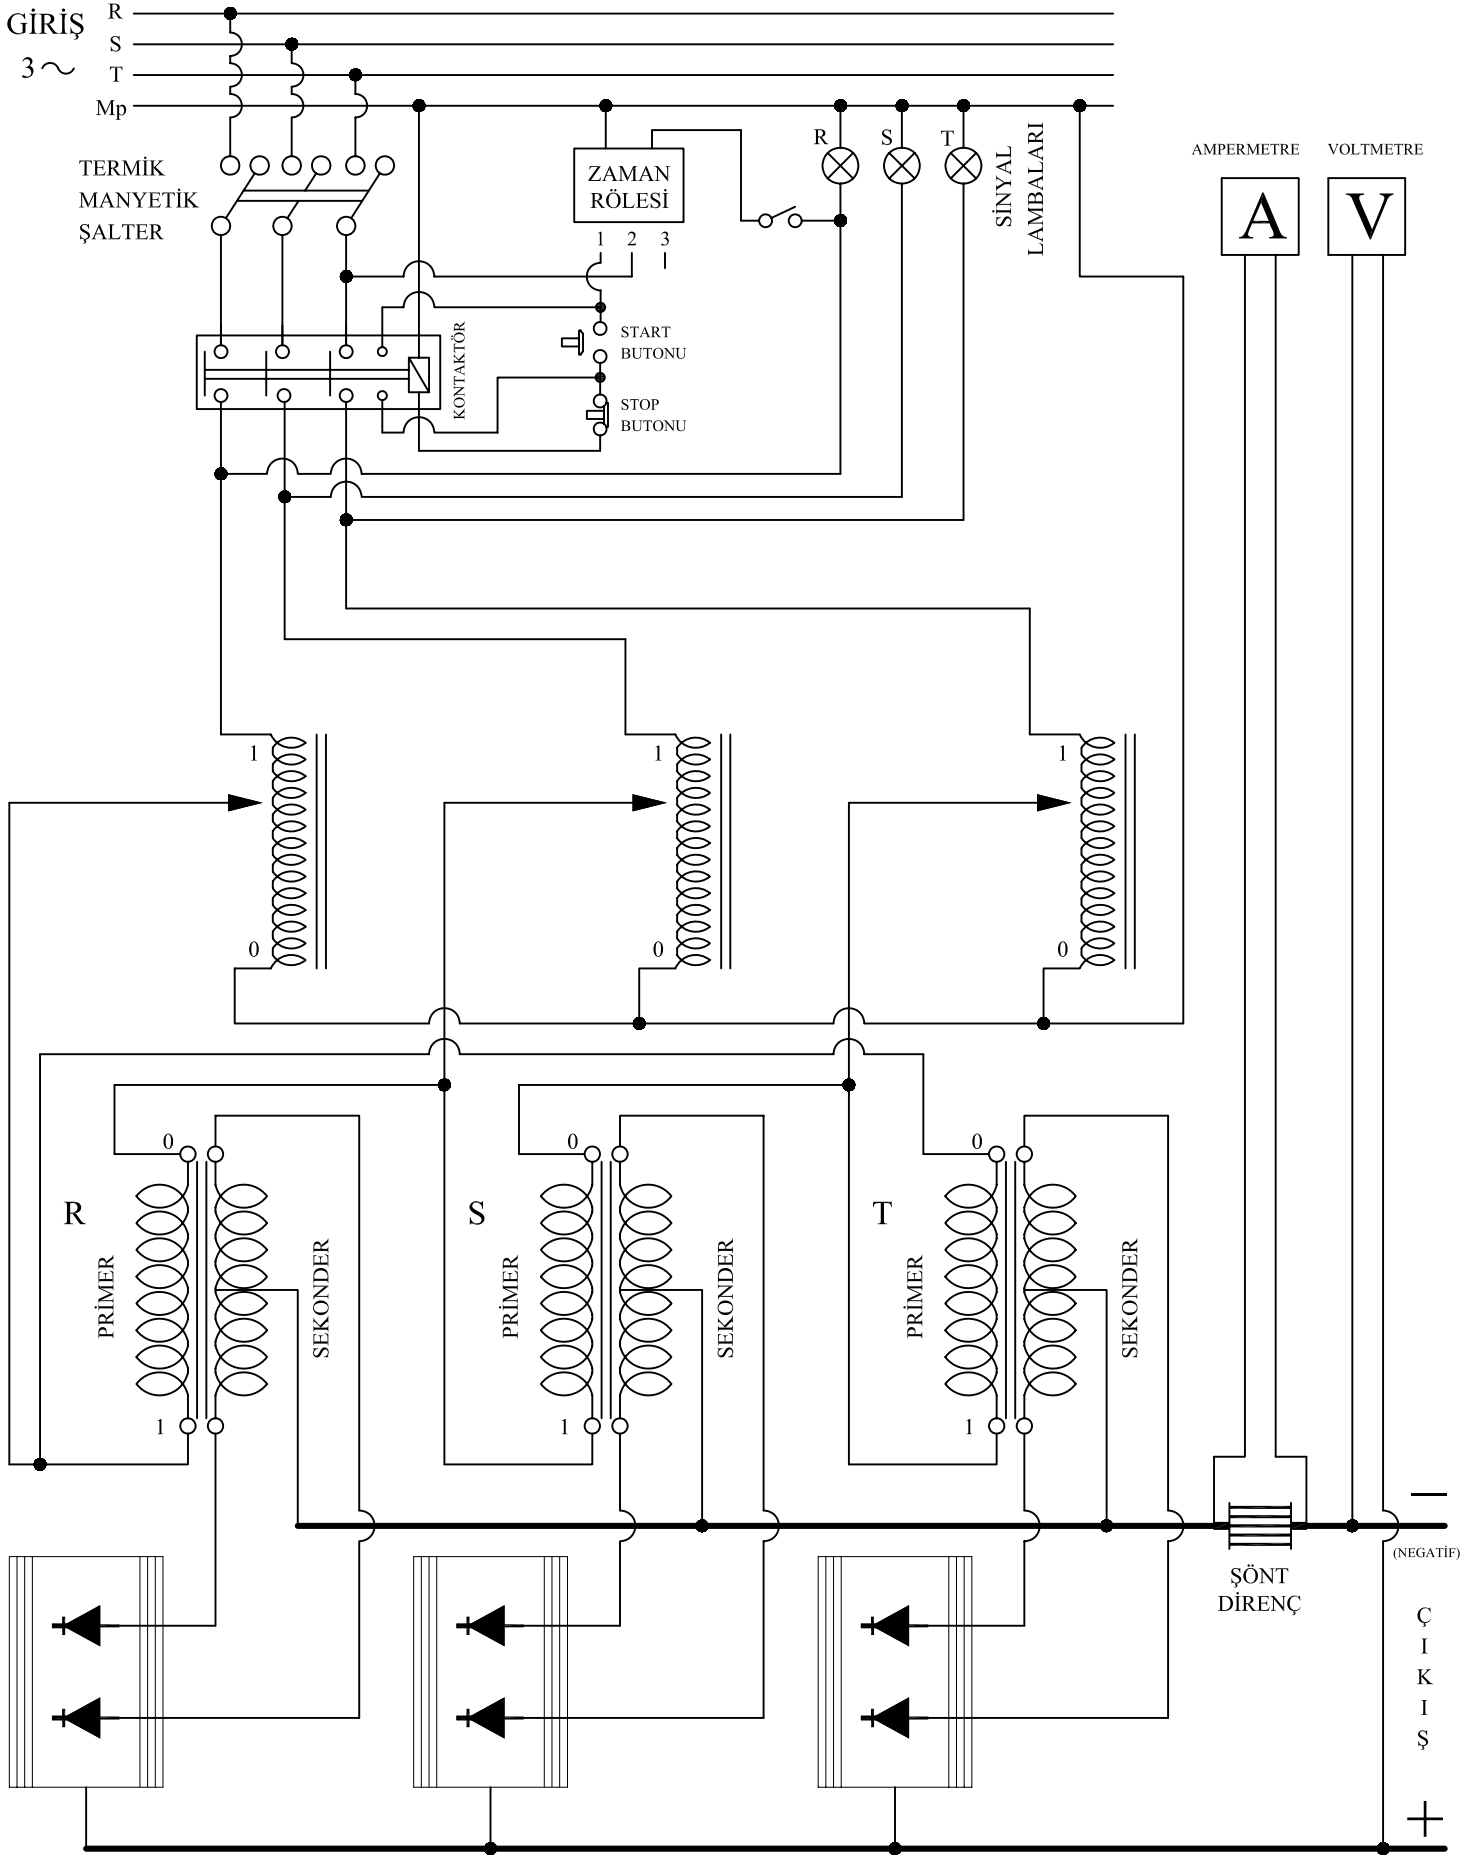 GİRİŞ
3
R
S
T
Mp
TERMİK
MANYETİK
ŞALTER
ZAMAN
RÖLESİ
1 2 3
R S T
SİNYAL
LAMBALARI
AMPERMETRE VOLTMETRE
A V
KONTAKTÖR
START
BUTONU
STOP
BUTONU
1
0
1
0
1
0
R
PRİMER
0
1
SEKONDER
S
PRİMER
0
1
SEKONDER
T
PRİMER
0
1
SEKONDER
ŞÖNT
DİRENÇ
−
(NEGATİF)
ÇIKIŞ
+